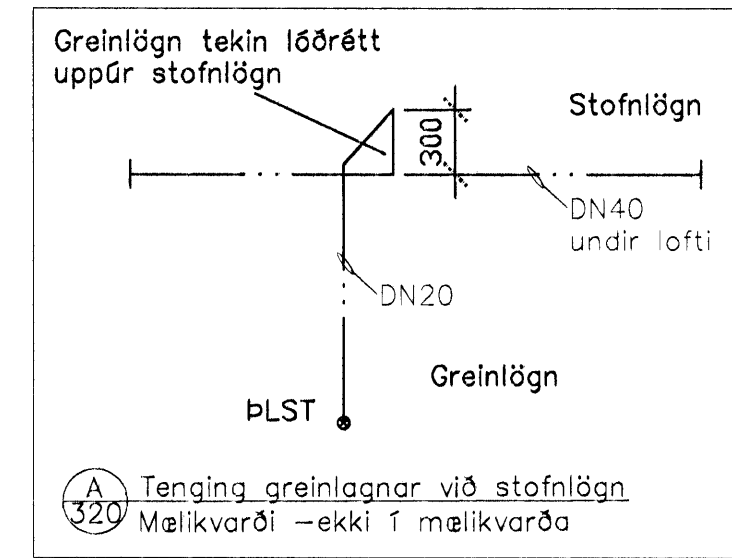 Greinlögn tekin lóðrétt
uppúr stofnlögn
300
Stofnlögn
DN40
undir lofti
DN20
Greinlögn
ÞLST
A
320
Tenging greinlagnar við stofnlögn
Mælikvarði -ekki í mælikvarða